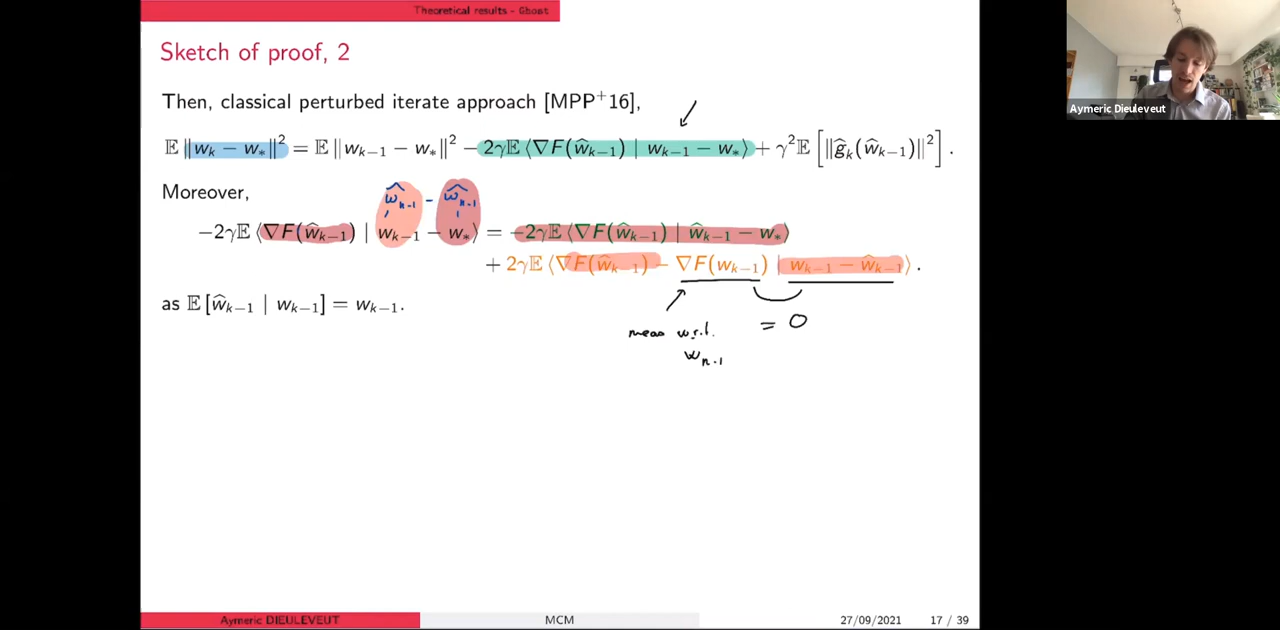 Theoretical results - Ghost
Sketch of proof, 2
Then, classical perturbed iterate approach [MPP⁺16],
𝔼 ‖w_k − w_*‖² = 𝔼 ‖w_{k−1} − w_*‖² − 2γ𝔼 ⟨∇F(ŵ_{k−1}) | w_{k−1} − w_*⟩ + γ²𝔼 [‖ĝ_k(ŵ_{k−1})‖²] .
Moreover,
ŵ_{k-1} - ŵ_{k-1}
−2γ𝔼 ⟨∇F(ŵ_{k−1}) | w_{k−1} − w_*⟩ = −2γ𝔼 ⟨∇F(ŵ_{k−1}) | ŵ_{k−1} − w_*⟩
+ 2γ𝔼 ⟨∇F(ŵ_{k−1}) − ∇F(w_{k−1}) | w_{k−1} − ŵ_{k−1}⟩ .
as 𝔼 [ŵ_{k−1} | w_{k−1}] = w_{k−1}.
= 0
meas w.r.t.
w_{k-1}
Aymeric DIEULEVEUT MCM 27/09/2021 17 / 39
Aymeric Dieuleveut